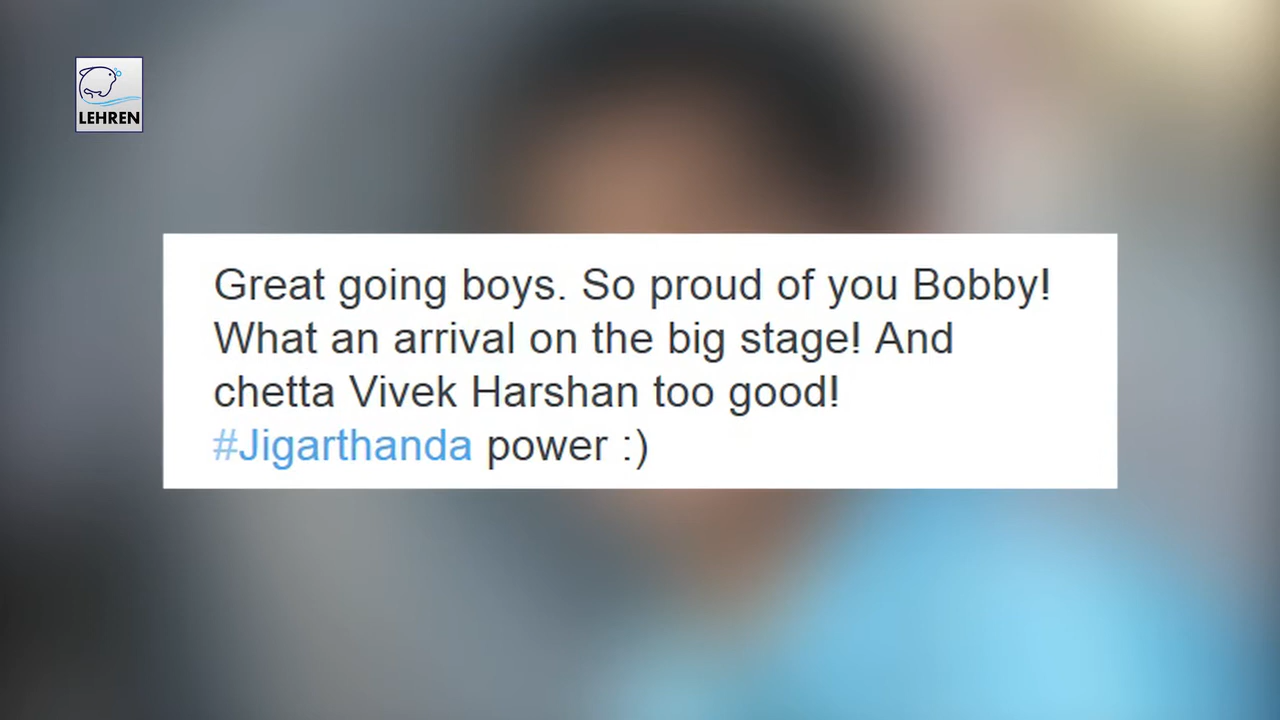 LEHREN
Great going boys. So proud of you Bobby!
What an arrival on the big stage! And
chetta Vivek Harshan too good!
#Jigarthanda power :)